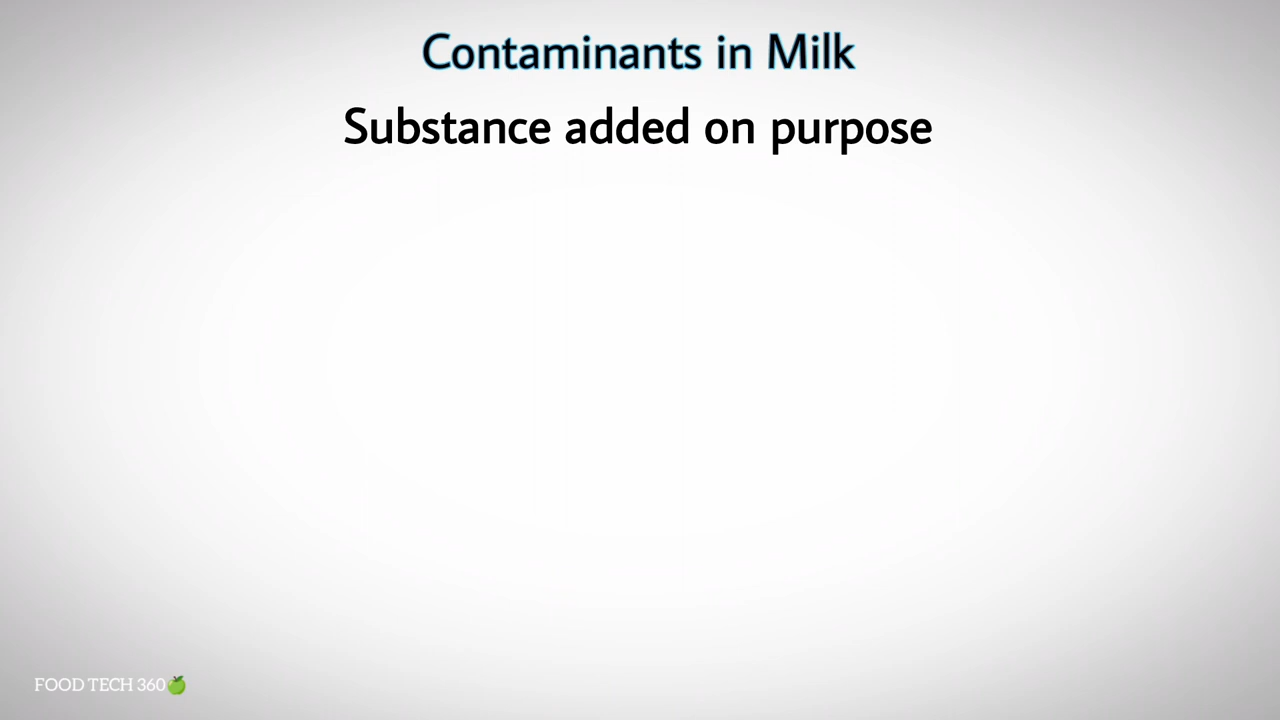 Contaminants in Milk
Substance added on purpose
FOOD TECH 360🍏